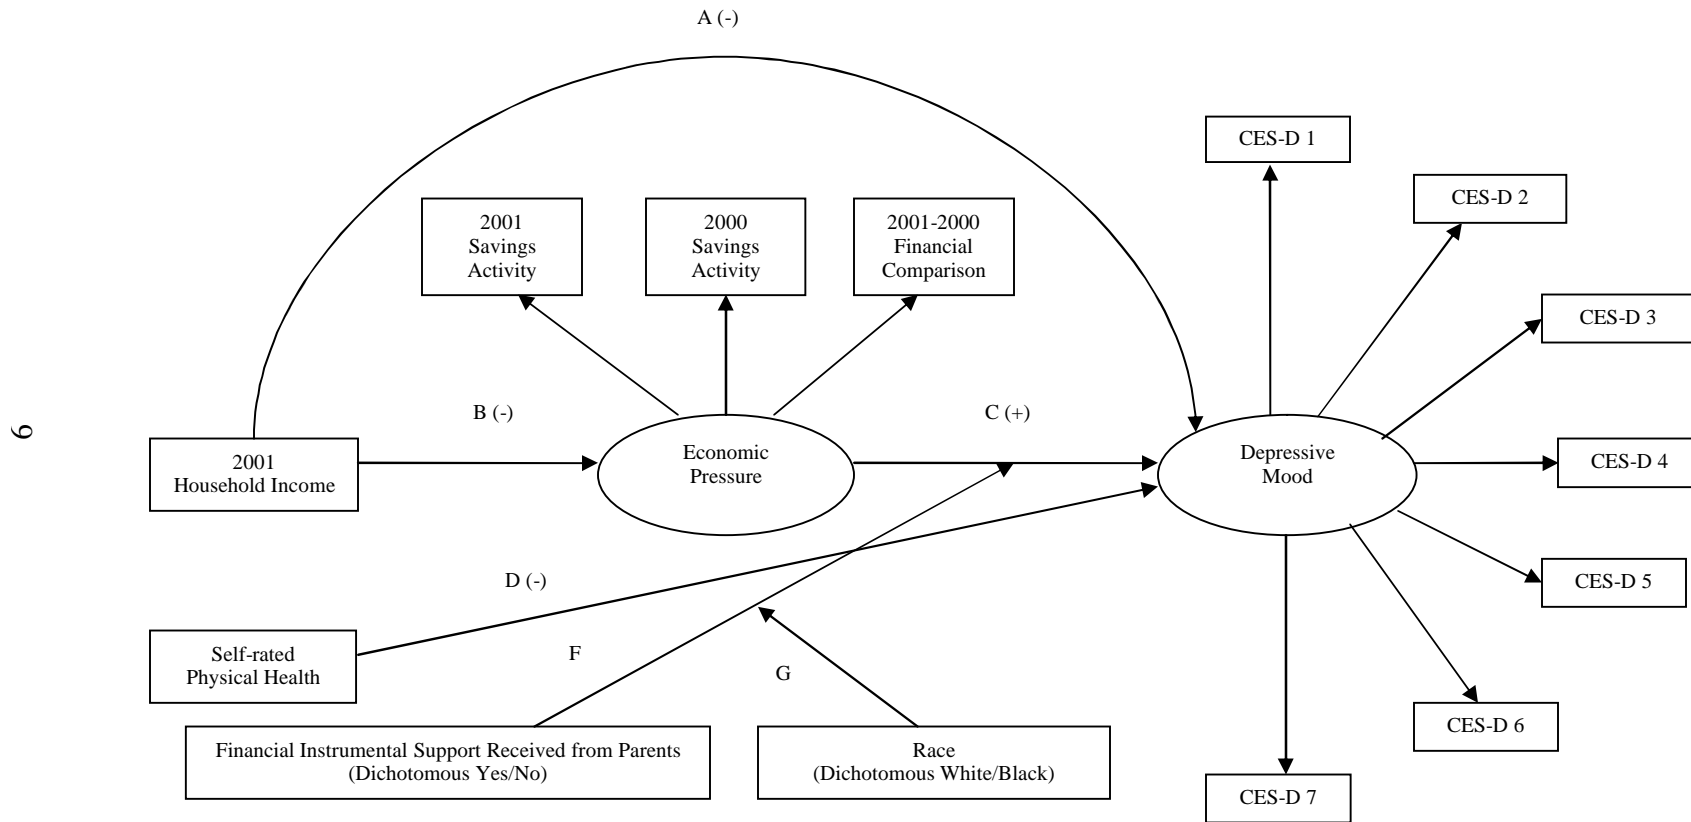 A (-)
CES-D 1
CES-D 2
2001
Savings
Activity
2000
Savings
Activity
2001-2000
Financial
Comparison
CES-D 3
B (-)
C (+)
6
2001
Household Income
Economic
Pressure
Depressive
Mood
CES-D 4
D (-)
CES-D 5
Self-rated
Physical Health
F
G
CES-D 6
Financial Instrumental Support Received from Parents
(Dichotomous Yes/No)
Race
(Dichotomous White/Black)
CES-D 7